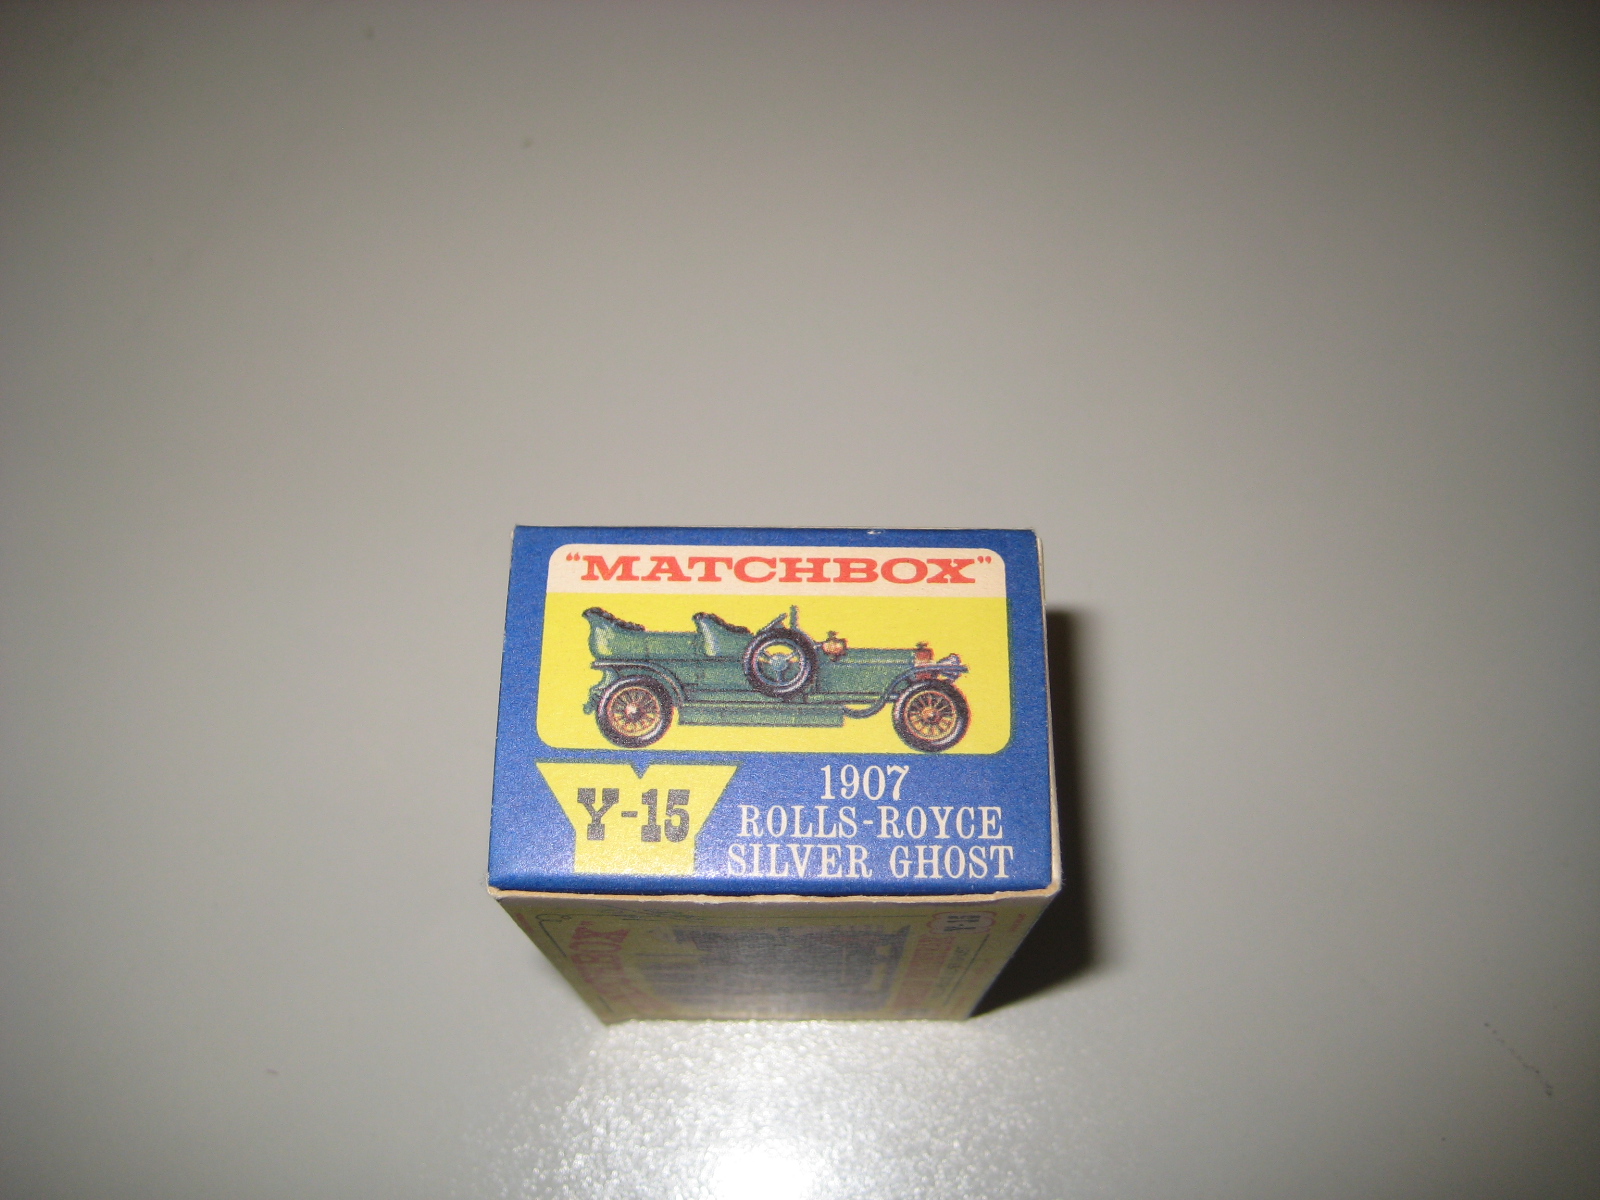 "MATCHBOX"
Y-15
1907
ROLLS-ROYCE
SILVER GHOST